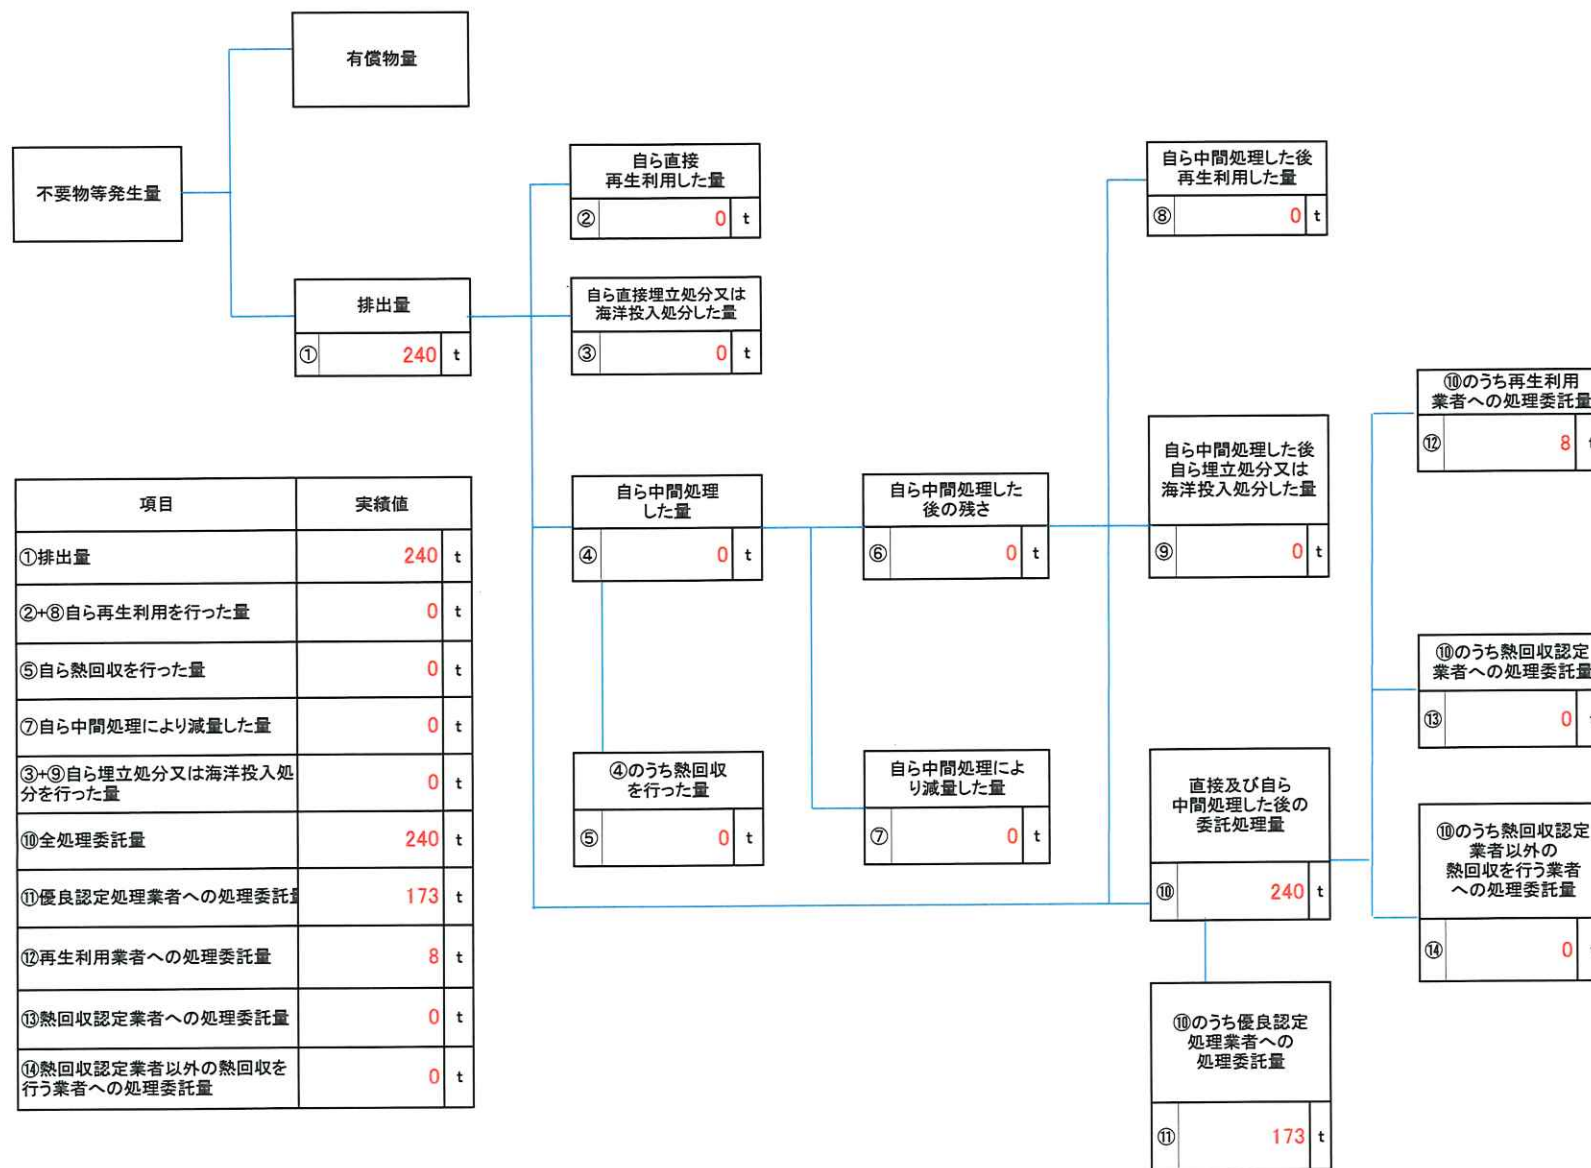 有償物量
不要物等発生量
排出量
① 240 t
自ら直接
再生利用した量
② 0 t
自ら直接埋立処分又は
海洋投入処分した量
③ 0 t
自ら中間処理
した量
④ 0 t
④のうち熱回収
を行った量
⑤ 0 t
自ら中間処理した
後の残さ
⑥ 0 t
自ら中間処理によ
り減量した量
⑦ 0 t
自ら中間処理した後
再生利用した量
⑧ 0 t
自ら中間処理した後
自ら埋立処分又は
海洋投入処分した量
⑨ 0 t
直接及び自ら
中間処理した後の
委託処理量
⑩ 240 t
⑩のうち優良認定
処理業者への
処理委託量
⑪ 173 t
⑩のうち再生利用
業者への処理委託量
⑫ 8
⑩のうち熱回収認定
業者への処理委託量
⑬ 0
⑩のうち熱回収認定
業者以外の
熱回収を行う業者
への処理委託量
⑭ 0
項目 実績値
①排出量 240 t
②+⑧自ら再生利用を行った量 0 t
⑤自ら熱回収を行った量 0 t
⑦自ら中間処理により減量した量 0 t
③+⑨自ら埋立処分又は海洋投入処
分を行った量 0 t
⑩全処理委託量 240 t
⑪優良認定処理業者への処理委託量 173 t
⑫再生利用業者への処理委託量 8 t
⑬熱回収認定業者への処理委託量 0 t
⑭熱回収認定業者以外の熱回収を
行う業者への処理委託量 0 t